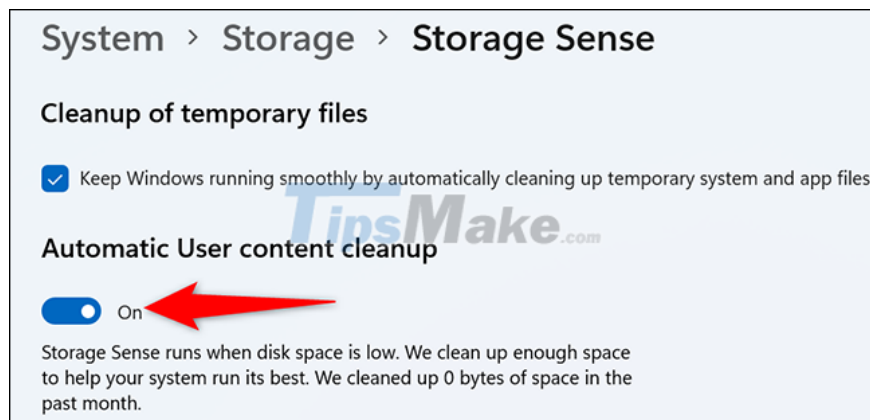 System > Storage > Storage Sense
Cleanup of temporary files
Keep Windows running smoothly by automatically cleaning up temporary system and app files
TipsMake.com
Automatic User content cleanup
On
Storage Sense runs when disk space is low. We clean up enough space
to help your system run its best. We cleaned up 0 bytes of space in the
past month.